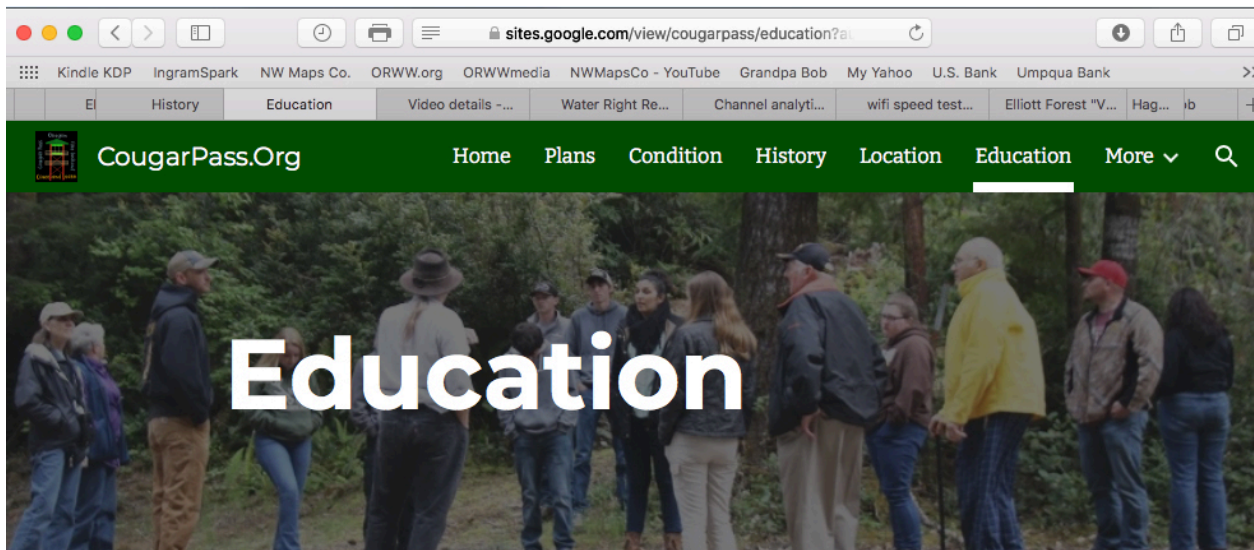 sites.google.com/view/cougarpass/education?a
Kindle KDP IngramSpark NW Maps Co. ORWW.org ORWWmedia NWMapsCo - YouTube Grandpa Bob My Yahoo U.S. Bank Umpqua Bank
El History Education Video details -... Water Right Re... Channel analyti... wifi speed test... Elliott Forest "V... Hag... ›b
CougarPass.Org Home Plans Condition History Location Education More
Education